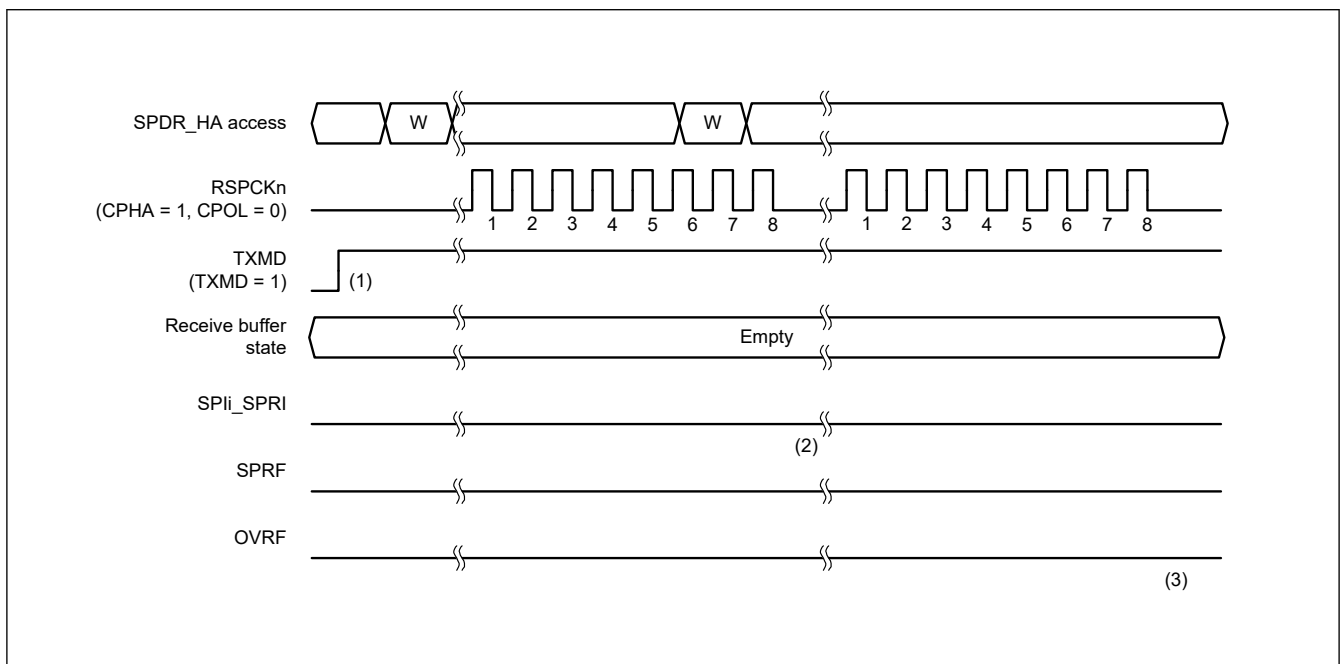 SPDR_HA access
W
W
RSPCKn
(CPHA = 1, CPOL = 0)
1 2 3 4 5 6 7 8
1 2 3 4 5 6 7 8
TXMD
(TXMD = 1)
(1)
Receive buffer
state
Empty
SPIi_SPRI
(2)
SPRF
OVRF
(3)